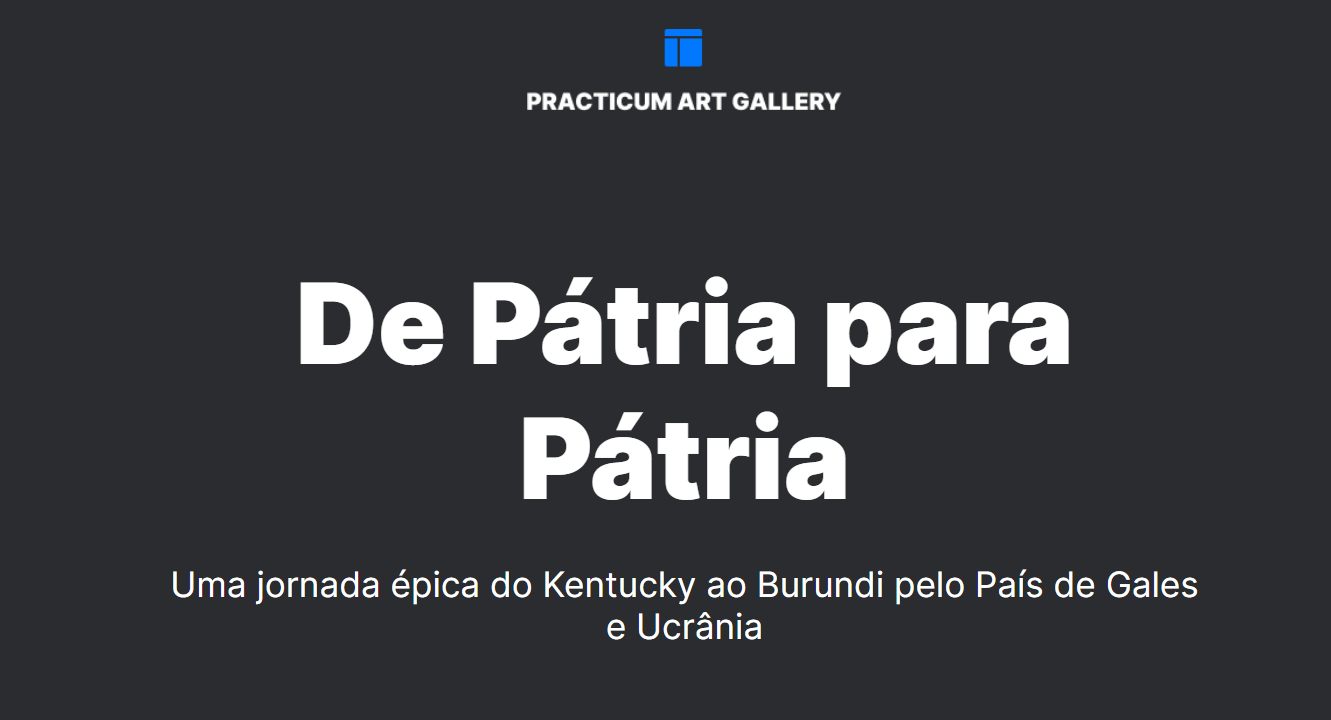 PRACTICUM ART GALLERY
De Pátria para
Pátria
Uma jornada épica do Kentucky ao Burundi pelo País de Gales
e Ucrânia